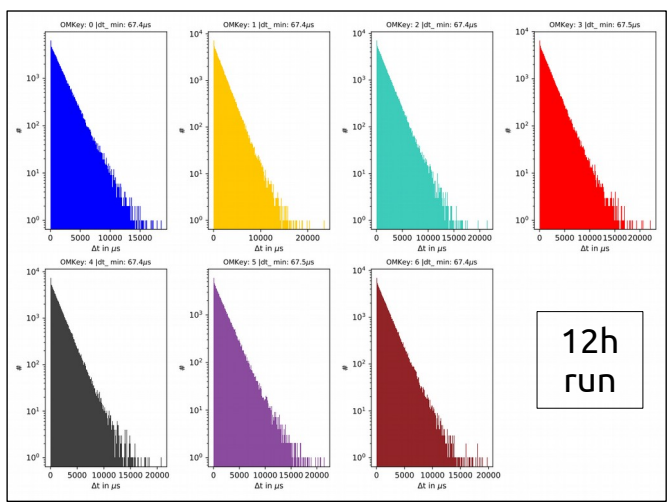 OMKey: 0 |dt_ min: 67.4μs
OMKey: 1 |dt_ min: 67.4μs
OMKey: 2 |dt_ min: 67.4μs
OMKey: 3 |dt_ min: 67.5μs
10³
10²
10¹
10⁰
#
0 5000 10000 15000
Δt in μs
10⁴
10³
10²
10¹
10⁰
#
0 10000 20000
Δt in μs
10⁴
10³
10²
10¹
10⁰
#
0 5000 10000 15000 20000
Δt in μs
10³
10²
10¹
10⁰
#
0 5000 10000 15000 20000
Δt in μs
OMKey: 4 |dt_ min: 67.4μs
OMKey: 5 |dt_ min: 67.5μs
OMKey: 6 |dt_ min: 67.4μs
10⁴
10³
10²
10¹
10⁰
#
0 5000 10000 15000 20000
Δt in μs
10³
10²
10¹
10⁰
#
0 5000 10000 15000 20000
Δt in μs
10⁴
10³
10²
10¹
10⁰
#
0 5000 10000 15000 20000
Δt in μs
12h
run